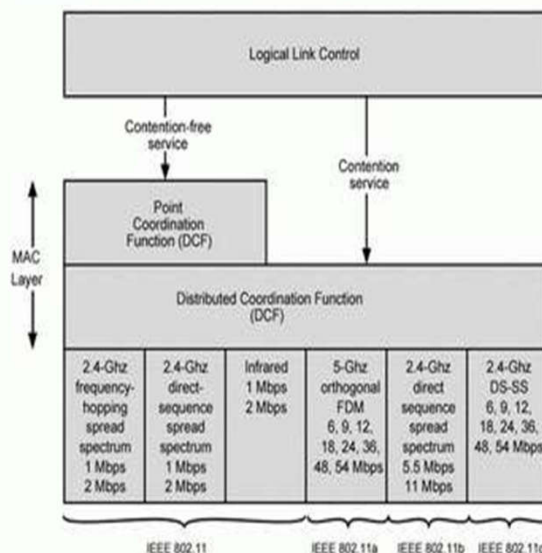 Logical Link Control
Contention-free
service
Contention
service
Point
Coordination
Function (DCF)
MAC
Layer
Distributed Coordination Function
(DCF)
2.4-Ghz
frequency-
hopping
spread
spectrum
1 Mbps
2 Mbps
2.4-Ghz
direct-
sequence
spread
spectrum
1 Mbps
2 Mbps
Infrared
1 Mbps
2 Mbps
5-Ghz
orthogonal
FDM
6, 9, 12,
18, 24, 36,
48, 54 Mbps
2.4-Ghz
direct
sequence
spread
spectrum
5.5 Mbps
11 Mbps
2.4-Ghz
DS-SS
6, 9, 12,
18, 24, 36,
48, 54 Mbps
IEEE 802.11
IEEE 802.11a
IEEE 802.11b
IEEE